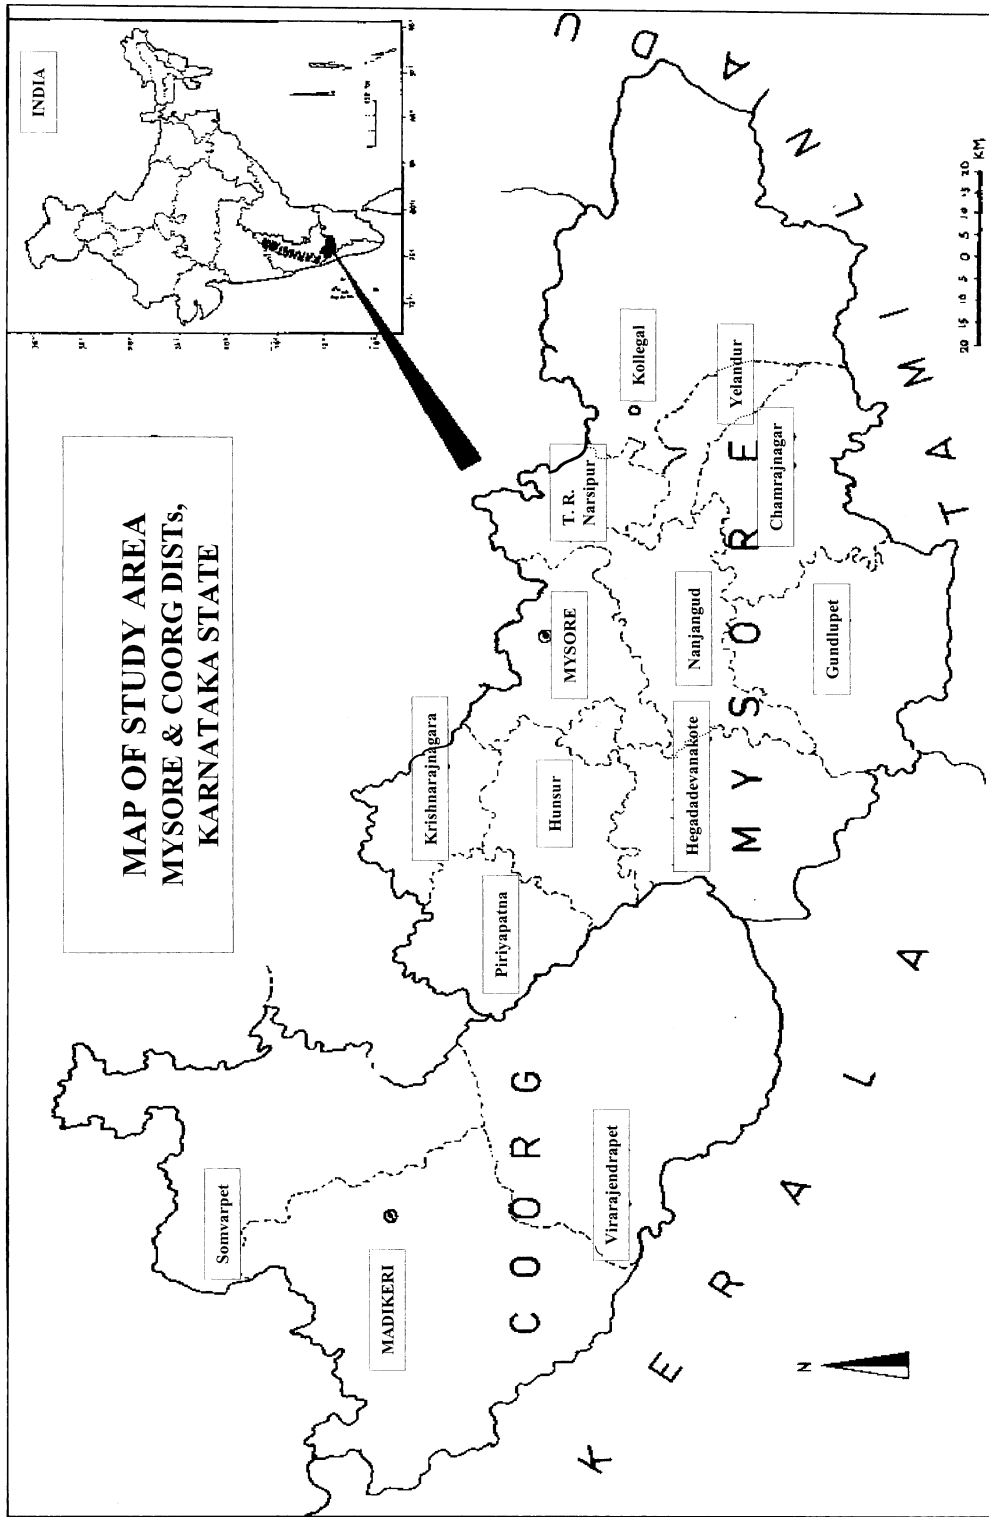 MAP OF STUDY AREA
MYSORE & COORG DISTs,
KARNATAKA STATE
INDIA
KARNATAKA
Somvarpet
MADIKERI
COORG
Virarajendrapet
Piriyapatna
Krishnarajnagara
Hunsur
MYSORE
T. R.
Narsipur
Kollegal
Hegadadevanakote
Nanjangud
Yelandur
MYSORE
Chamrajnagar
Gundlupet
KERALA
TAMIL NADU
N
20 15 10 5 0 5 10 15 20 KM